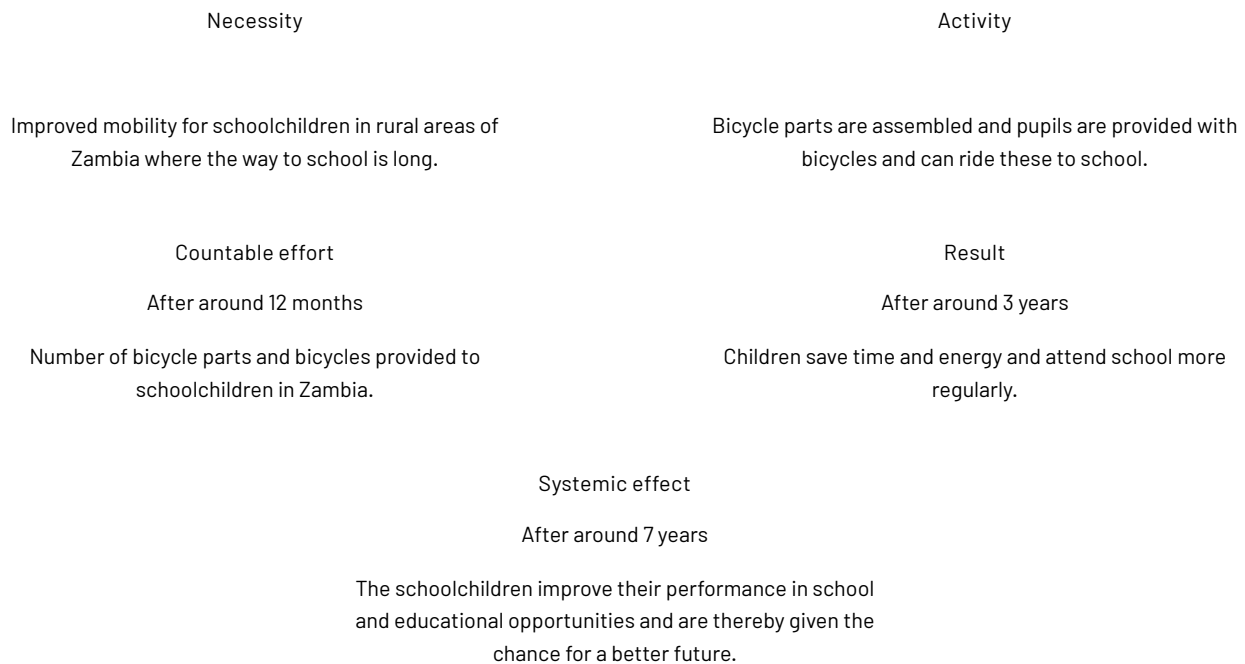 Necessity
Improved mobility for schoolchildren in rural areas of
Zambia where the way to school is long.
Activity
Bicycle parts are assembled and pupils are provided with
bicycles and can ride these to school.
Countable effort
After around 12 months
Number of bicycle parts and bicycles provided to
schoolchildren in Zambia.
Result
After around 3 years
Children save time and energy and attend school more
regularly.
Systemic effect
After around 7 years
The schoolchildren improve their performance in school
and educational opportunities and are thereby given the
chance for a better future.